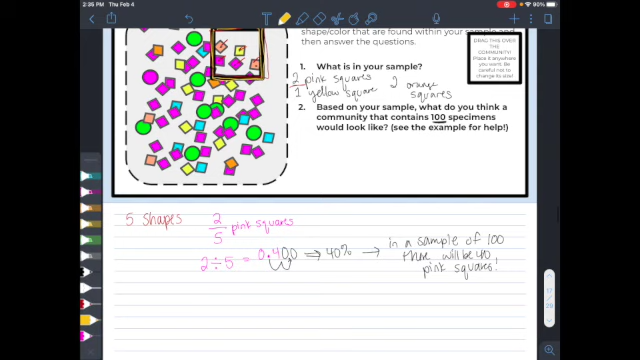 2:35 PM Thu Feb 4
90%
shape/color that are found within your sample and
then answer the questions.
DRAG THIS OVER
THE
COMMUNITY!
Place it anywhere
you want. Be
careful not to
change its size!
1. What is in your sample?
2 pink squares 2 orange
1 yellow square squares
2. Based on your sample, what do you think a
community that contains 100 specimens
would look like? (see the example for help!)
5 Shapes 2/5 pink squares
2 ÷ 5 = 0.400 ⇒ 40% → in a sample of 100
there will be 40
pink squares!